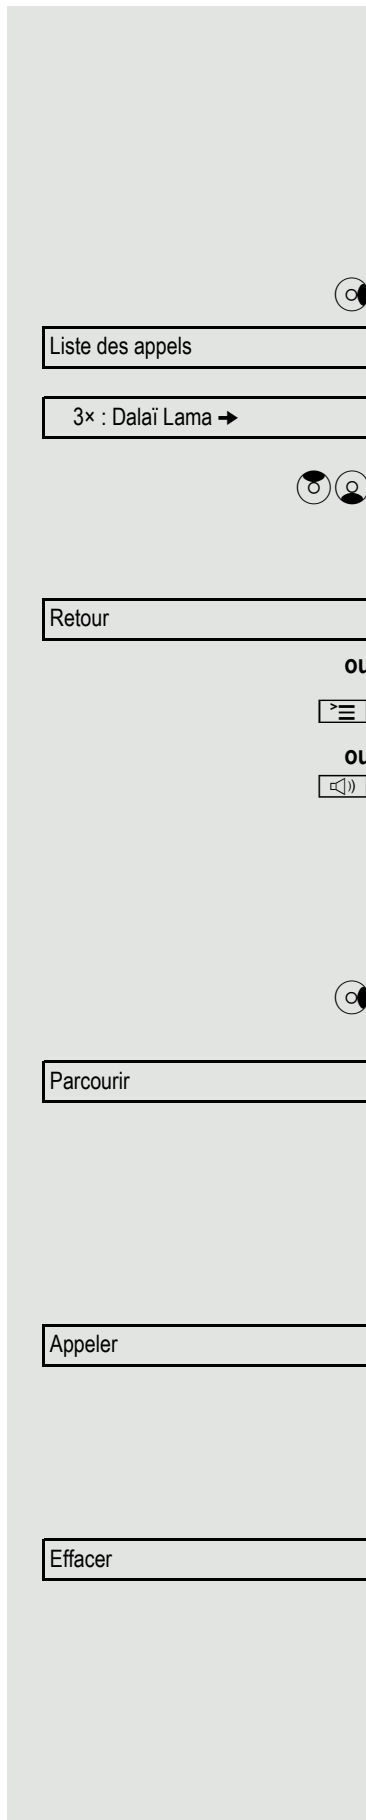 Liste des appels
3× : Dalaï Lama ➔
Retour
ou
ou
Parcourir
Appeler
Effacer